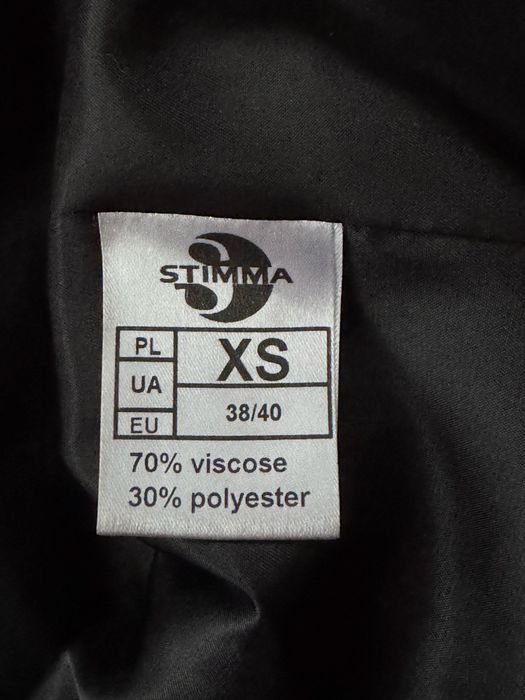 STIMMA
PL
XS
UA
38/40
EU
70% viscose
30% polyester